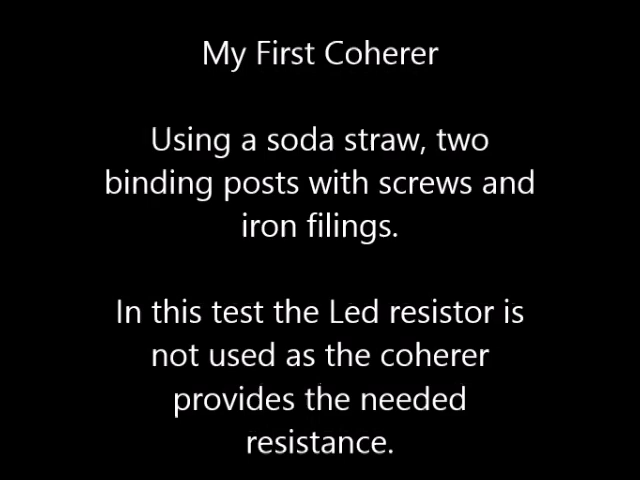 My First Coherer
Using a soda straw, two
binding posts with screws and
iron filings.
In this test the Led resistor is
not used as the coherer
provides the needed
resistance.